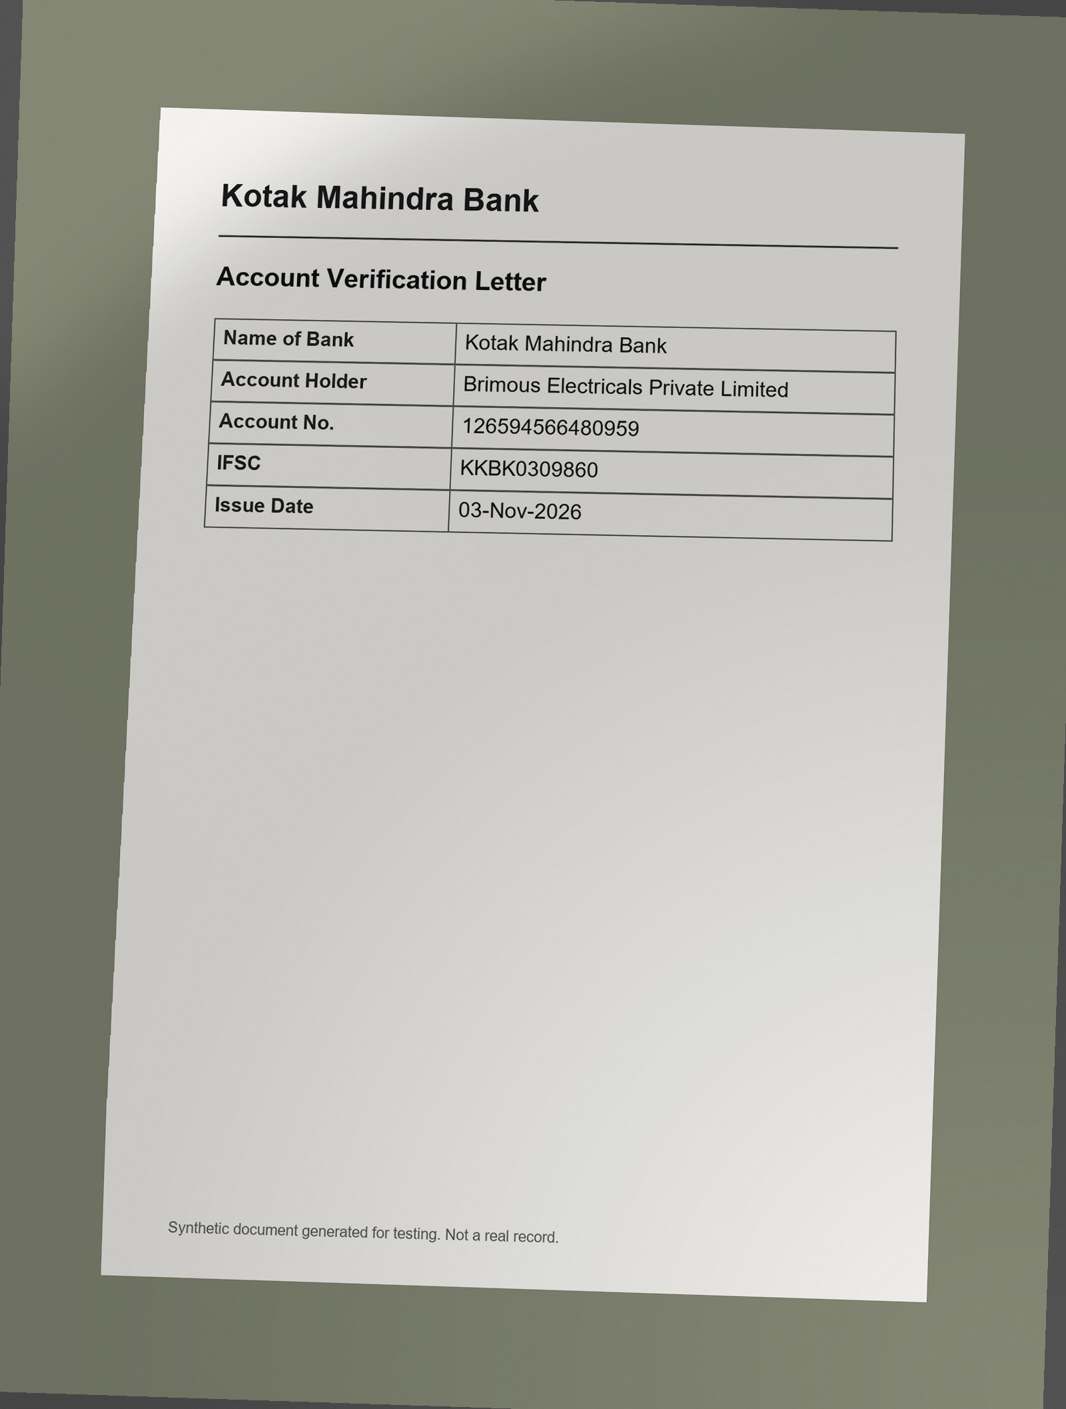 Kotak Mahindra Bank
Account Verification Letter
Name of Bank Kotak Mahindra Bank
Account Holder Brimous Electricals Private Limited
Account No. 126594566480959
IFSC KKBK0309860
Issue Date 03-Nov-2026
Synthetic document generated for testing. Not a real record.